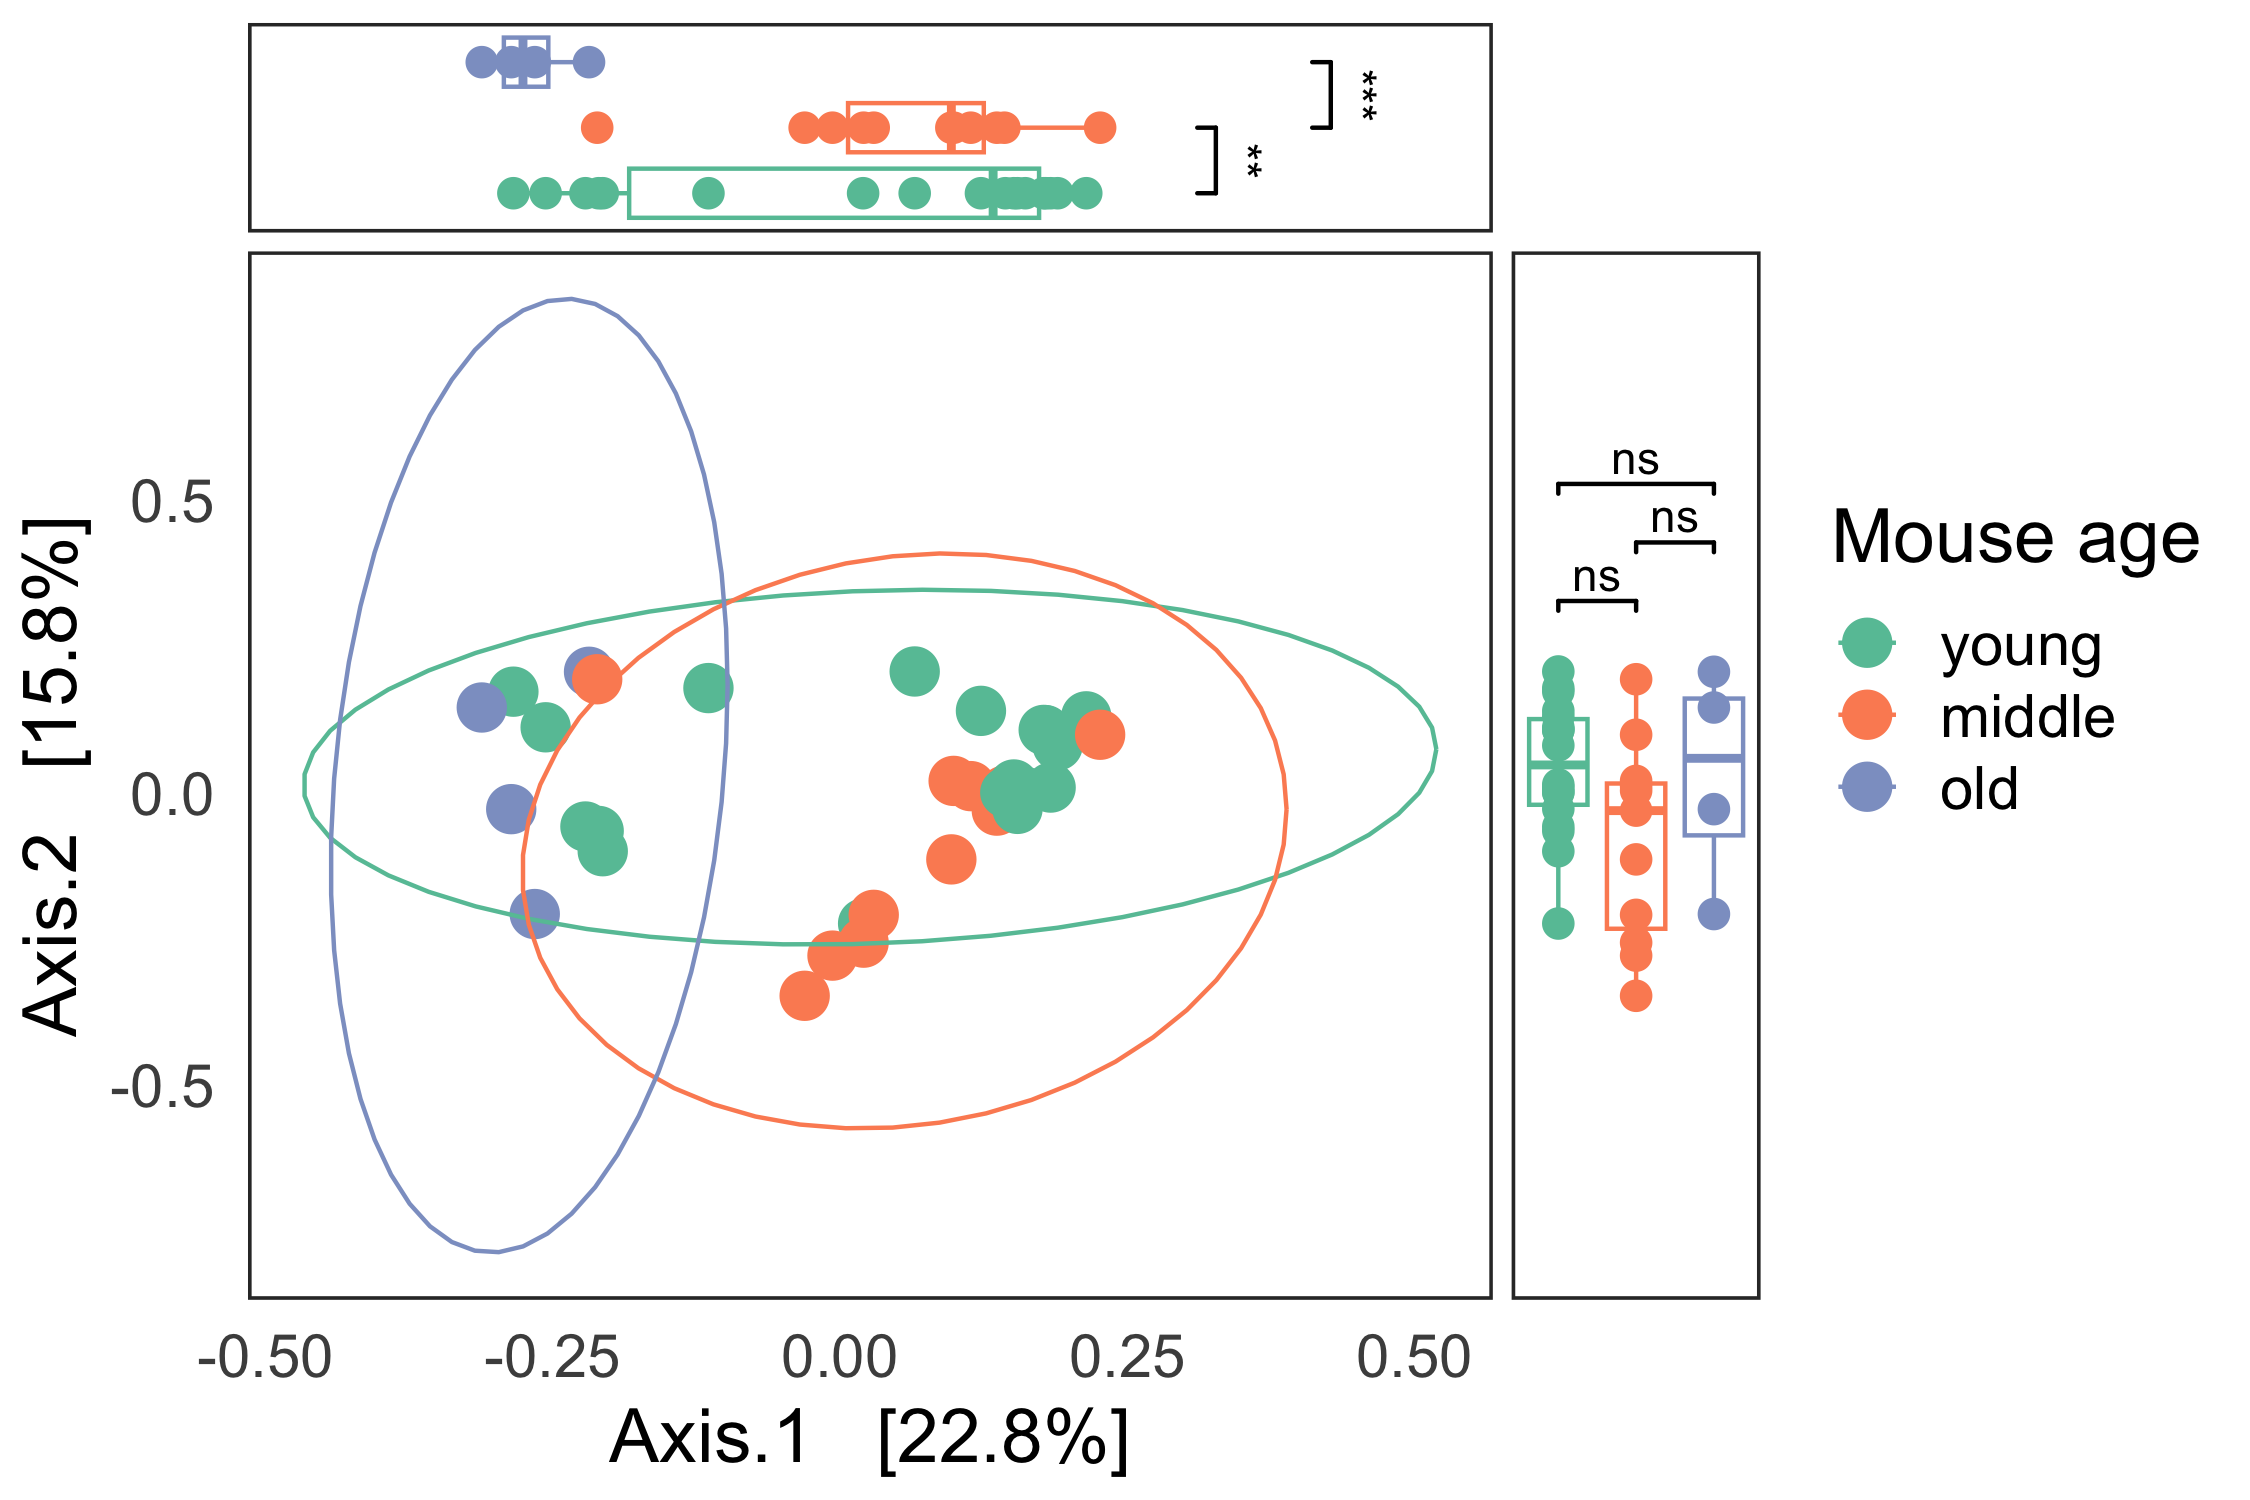 ***
**
0.5
0.0
-0.5
Axis.2 [15.8%]
ns
ns
ns
Mouse age
young
middle
old
-0.50 -0.25 0.00 0.25 0.50
Axis.1 [22.8%]